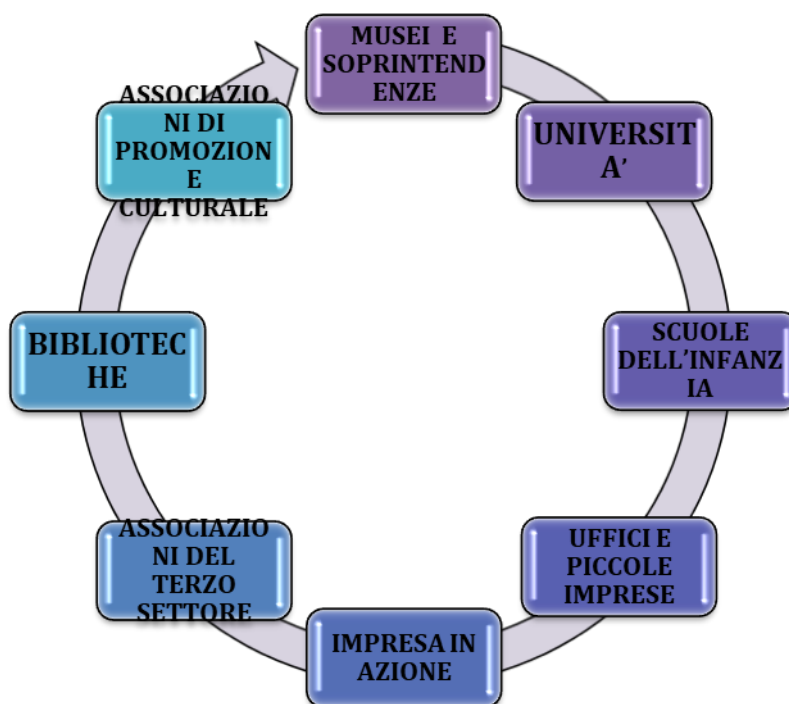 MUSEI E
SOPRINTEND
ENZE
UNIVERSIT
A'
SCUOLE
DELL'INFANZ
IA
UFFICI E
PICCOLE
IMPRESE
IMPRESA IN
AZIONE
ASSOCIAZIO
NI DEL
TERZO
SETTORE
BIBLIOTEC
HE
ASSOCIAZIO
NI DI
PROMOZION
E
CULTURALE